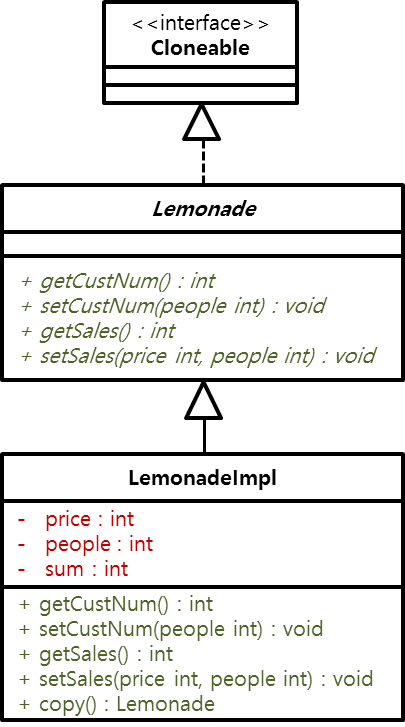 <<interface>>
Cloneable
Lemonade
+ getCustNum() : int
+ setCustNum(people int) : void
+ getSales() : int
+ setSales(price int, people int) : void
LemonadeImpl
- price : int
- people : int
- sum : int
+ getCustNum() : int
+ setCustNum(people int) : void
+ getSales() : int
+ setSales(price int, people int) : void
+ copy() : Lemonade